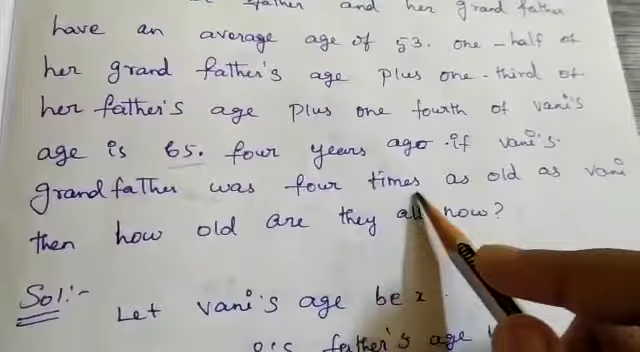 father and her grand father
have an average age of 53. one-half of
her grand father's age plus one-third of
her father's age plus one fourth of vani's
age is 65. four years ago if vani's
grandfather was four times as old as vani
then how old are they all now?
Sol:-
Let vani's age be x
father's age